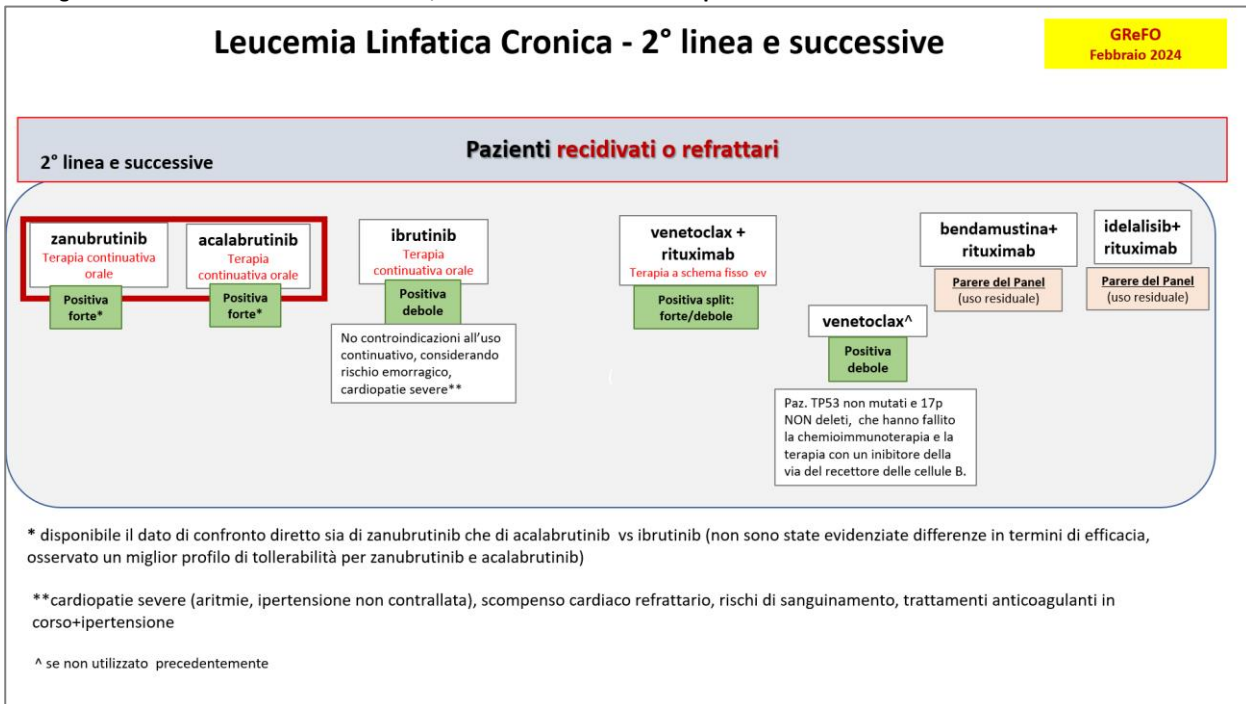 Leucemia Linfatica Cronica - 2° linea e successive
GReFO
Febbraio 2024
Pazienti recidivati o refrattari
2° linea e successive
zanubrutinib
Terapia continuativa
orale
Positiva
forte*
acalabrutinib
Terapia
continuativa orale
Positiva
forte*
ibrutinib
Terapia
continuativa orale
Positiva
debole
No controindicazioni all'uso
continuativo, considerando
rischio emorragico,
cardiopatie severe**
venetoclax +
rituximab
Terapia a schema fisso ev
Positiva split:
forte/debole
venetoclax^
Positiva
debole
Paz. TP53 non mutati e 17p
NON deleti, che hanno fallito
la chemioimmunoterapia e la
terapia con un inibitore della
via del recettore delle cellule B.
bendamustina+
rituximab
Parere del Panel
(uso residuale)
idelalisib+
rituximab
Parere del Panel
(uso residuale)
* disponibile il dato di confronto diretto sia di zanubrutinib che di acalabrutinib vs ibrutinib (non sono state evidenziate differenze in termini di efficacia,
osservato un miglior profilo di tollerabilità per zanubrutinib e acalabrutinib)
**cardiopatie severe (aritmie, ipertensione non contrallata), scompenso cardiaco refrattario, rischi di sanguinamento, trattamenti anticoagulanti in
corso+ipertensione
^ se non utilizzato precedentemente